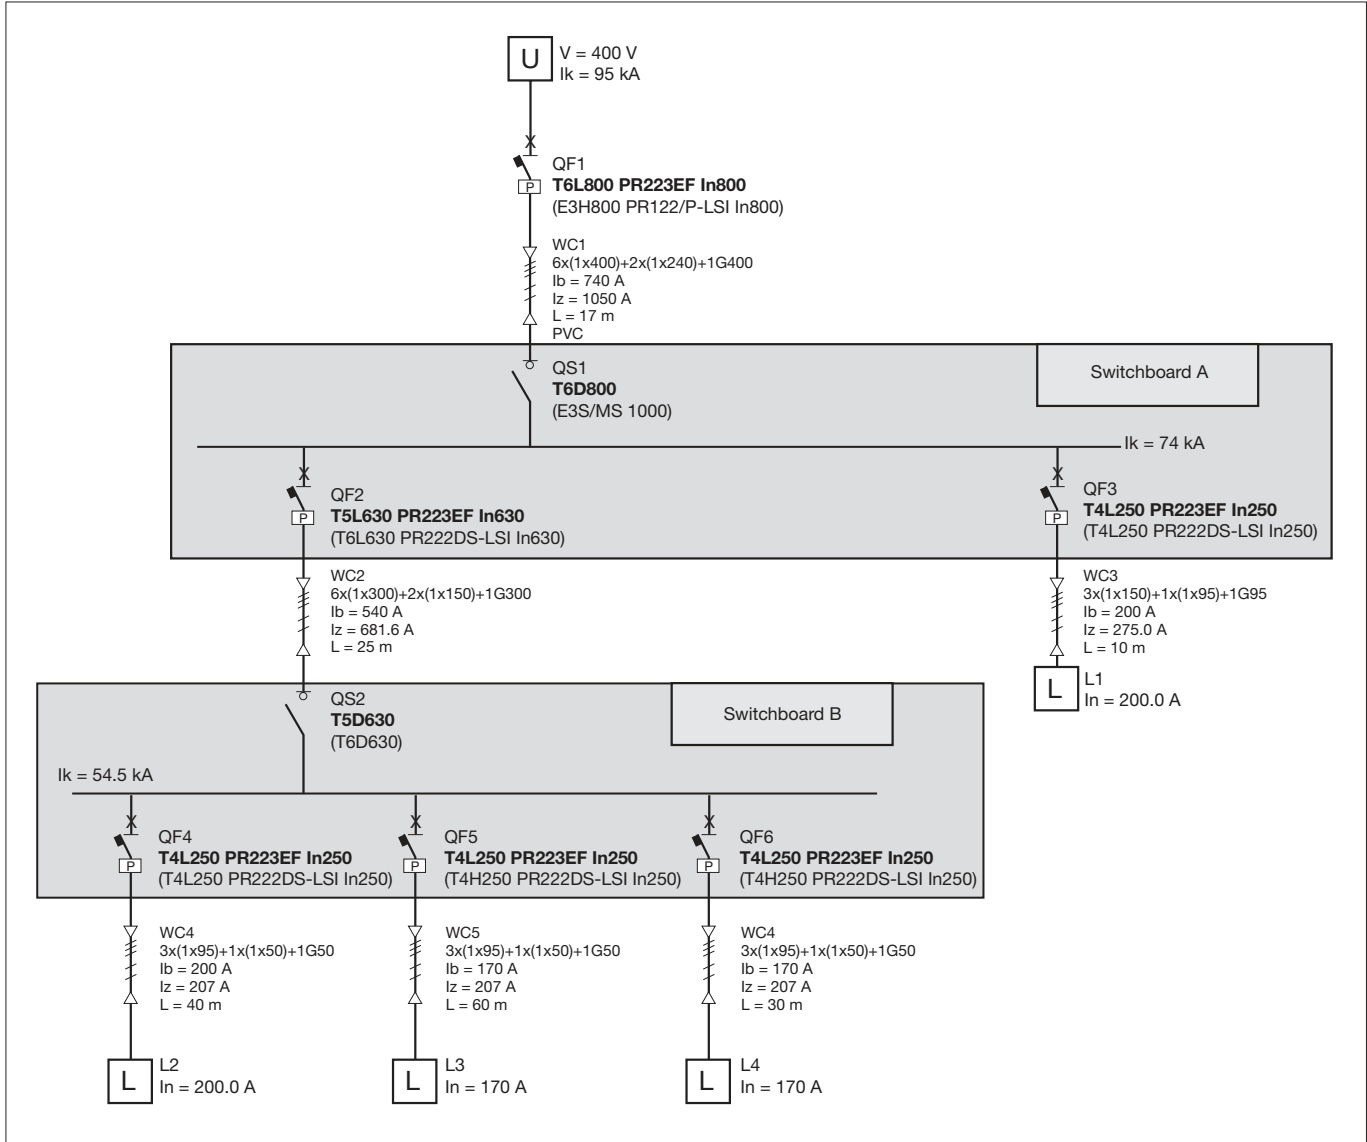 U
V = 400 V
Ik = 95 kA
QF1
T6L800 PR223EF In800
(E3H800 PR122/P-LSI In800)
P
WC1
6x(1x400)+2x(1x240)+1G400
Ib = 740 A
Iz = 1050 A
L = 17 m
PVC
QS1
T6D800
(E3S/MS 1000)
Switchboard A
Ik = 74 kA
QF2
T5L630 PR223EF In630
(T6L630 PR222DS-LSI In630)
P
QF3
T4L250 PR223EF In250
(T4L250 PR222DS-LSI In250)
P
WC2
6x(1x300)+2x(1x150)+1G300
Ib = 540 A
Iz = 681.6 A
L = 25 m
WC3
3x(1x150)+1x(1x95)+1G95
Ib = 200 A
Iz = 275.0 A
L = 10 m
L
L1
In = 200.0 A
QS2
T5D630
(T6D630)
Switchboard B
Ik = 54.5 kA
QF4
T4L250 PR223EF In250
(T4L250 PR222DS-LSI In250)
P
QF5
T4L250 PR223EF In250
(T4H250 PR222DS-LSI In250)
P
QF6
T4L250 PR223EF In250
(T4H250 PR222DS-LSI In250)
P
WC4
3x(1x95)+1x(1x50)+1G50
Ib = 200 A
Iz = 207 A
L = 40 m
WC5
3x(1x95)+1x(1x50)+1G50
Ib = 170 A
Iz = 207 A
L = 60 m
WC4
3x(1x95)+1x(1x50)+1G50
Ib = 170 A
Iz = 207 A
L = 30 m
L
L2
In = 200.0 A
L
L3
In = 170 A
L
L4
In = 170 A